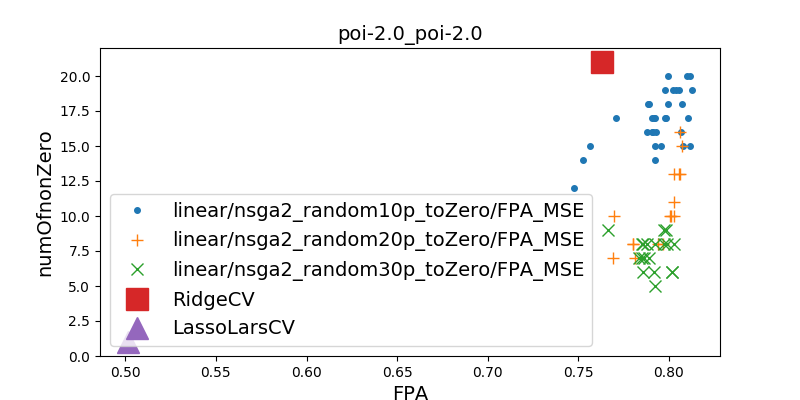 poi-2.0_poi-2.0
numOfnonZero
20.0
17.5
15.0
12.5
10.0
7.5
5.0
2.5
0.0
linear/nsga2_random10p_toZero/FPA_MSE
linear/nsga2_random20p_toZero/FPA_MSE
linear/nsga2_random30p_toZero/FPA_MSE
RidgeCV
LassoLarsCV
0.50 0.55 0.60 0.65 0.70 0.75 0.80
FPA